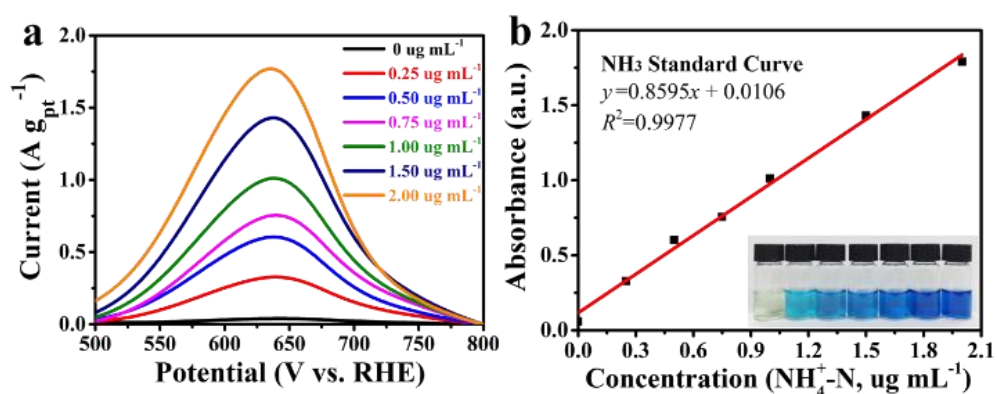 a
2.0
1.5
1.0
0.5
0.0
Current (A g_pt^-1)
500 550 600 650 700 750 800
Potential (V vs. RHE)
0 ug mL^-1
0.25 ug mL^-1
0.50 ug mL^-1
0.75 ug mL^-1
1.00 ug mL^-1
1.50 ug mL^-1
2.00 ug mL^-1
b
2.0
1.5
1.0
0.5
0.0
Absorbance (a.u.)
NH3 Standard Curve
y=0.8595x + 0.0106
R²=0.9977
0.0 0.3 0.6 0.9 1.2 1.5 1.8 2.1
Concentration (NH₄⁺-N, ug mL^-1)